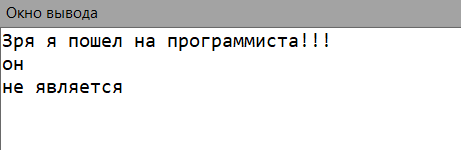 Окно вывода
Зря я пошел на программиста!!!
он
не является